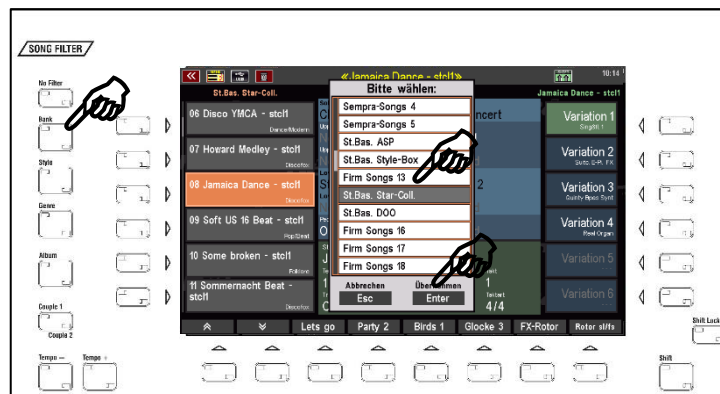 SONG FILTER
No Filter
Bank
Style
Genre
Album
Couple 1
Couple 2
Tempo -
Tempo +
St.Bas. Star-Coll.
«Jamaica Dance - stcl1»
10:14
Jamaica Dance - stcl1
06 Disco YMCA - stcl1
Dance/Modern
07 Howard Medley - stcl1
Discofox
08 Jamaica Dance - stcl1
Discofox
09 Soft US 16 Beat - stcl1
Pop/Beat
10 Some broken - stcl1
Foxtrott
11 Sommernacht Beat - stcl1
Discofox
Bitte wählen:
Sempra-Songs 4
Sempra-Songs 5
St.Bas. ASP
St.Bas. Style-Box
Firm Songs 13
St.Bas. Star-Coll.
St.Bas. DOO
Firm Songs 16
Firm Songs 17
Firm Songs 18
Abbrechen
Esc
Enter
4/4
Variation 1
Variation 2
Variation 3
Variation 4
Real Organ
Variation 5
Variation 6
Lets go
Party 2
Birds 1
Glocke 3
FX-Rotor
Rotor sl/fs
Shift Lock
Shift